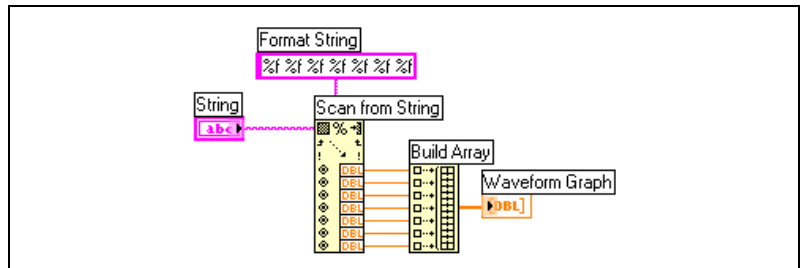 Format String
%f %f %f %f %f %f %f
String
abc
Scan from String
%
Build Array
DBL
DBL
DBL
DBL
DBL
DBL
DBL
Waveform Graph
DBL]